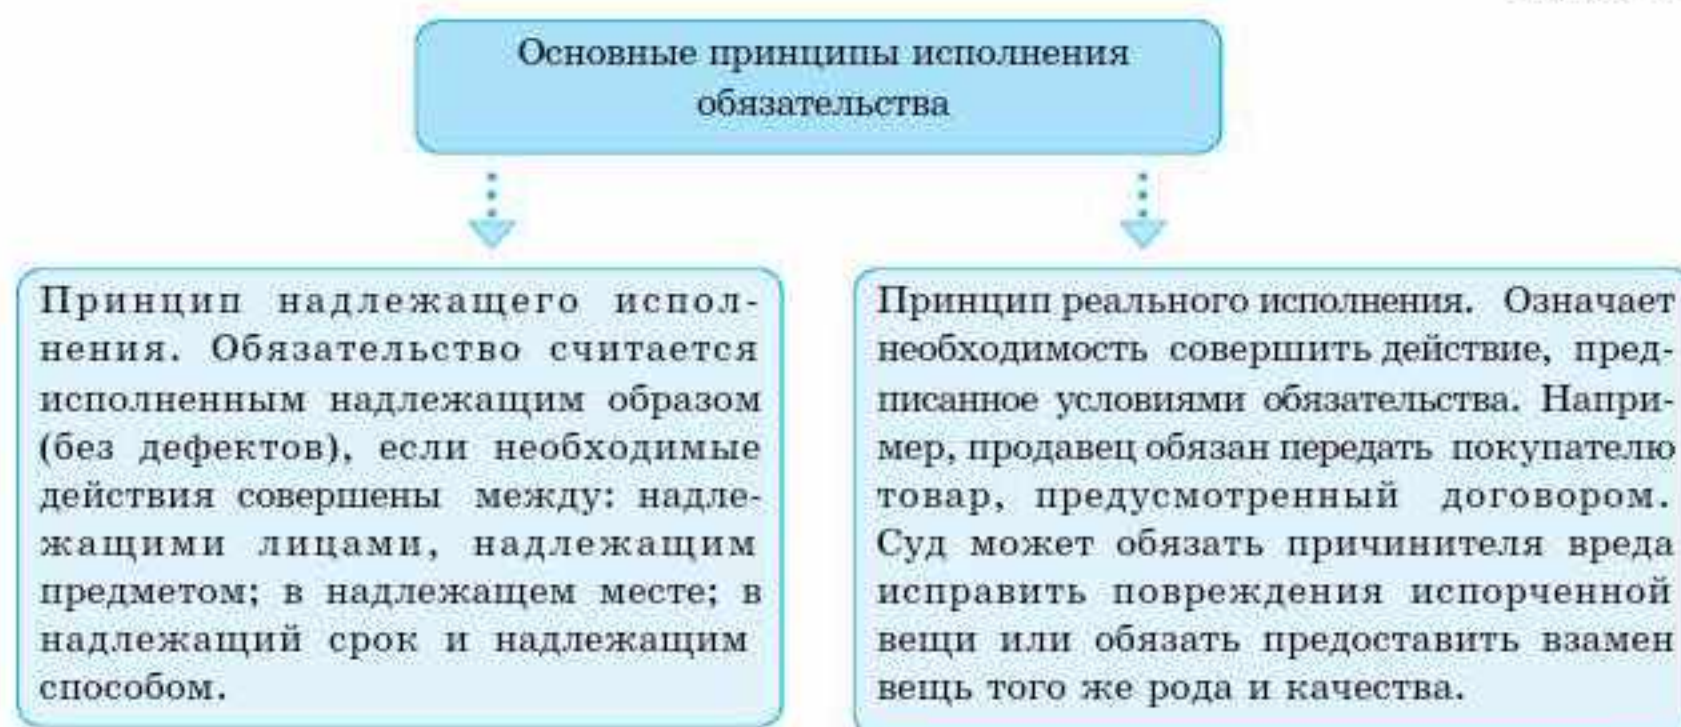 Основные принципы исполнения
обязательства
Принцип надлежащего испол-
нения. Обязательство считается
исполненным надлежащим образом
(без дефектов), если необходимые
действия совершены между: надле-
жащими лицами, надлежащим
предметом; в надлежащем месте; в
надлежащий срок и надлежащим
способом.
Принцип реального исполнения. Означает
необходимость совершить действие, пред-
писанное условиями обязательства. Напри-
мер, продавец обязан передать покупателю
товар, предусмотренный договором.
Суд может обязать причинителя вреда
исправить повреждения испорченной
вещи или обязать предоставить взамен
вещь того же рода и качества.